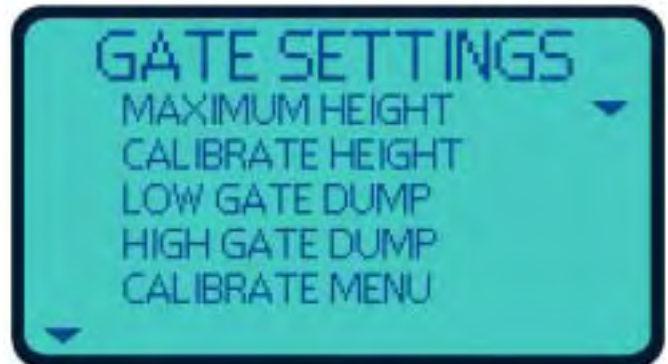 GATE SETTINGS
MAXIMUM HEIGHT
CALIBRATE HEIGHT
LOW GATE DUMP
HIGH GATE DUMP
CALIBRATE MENU